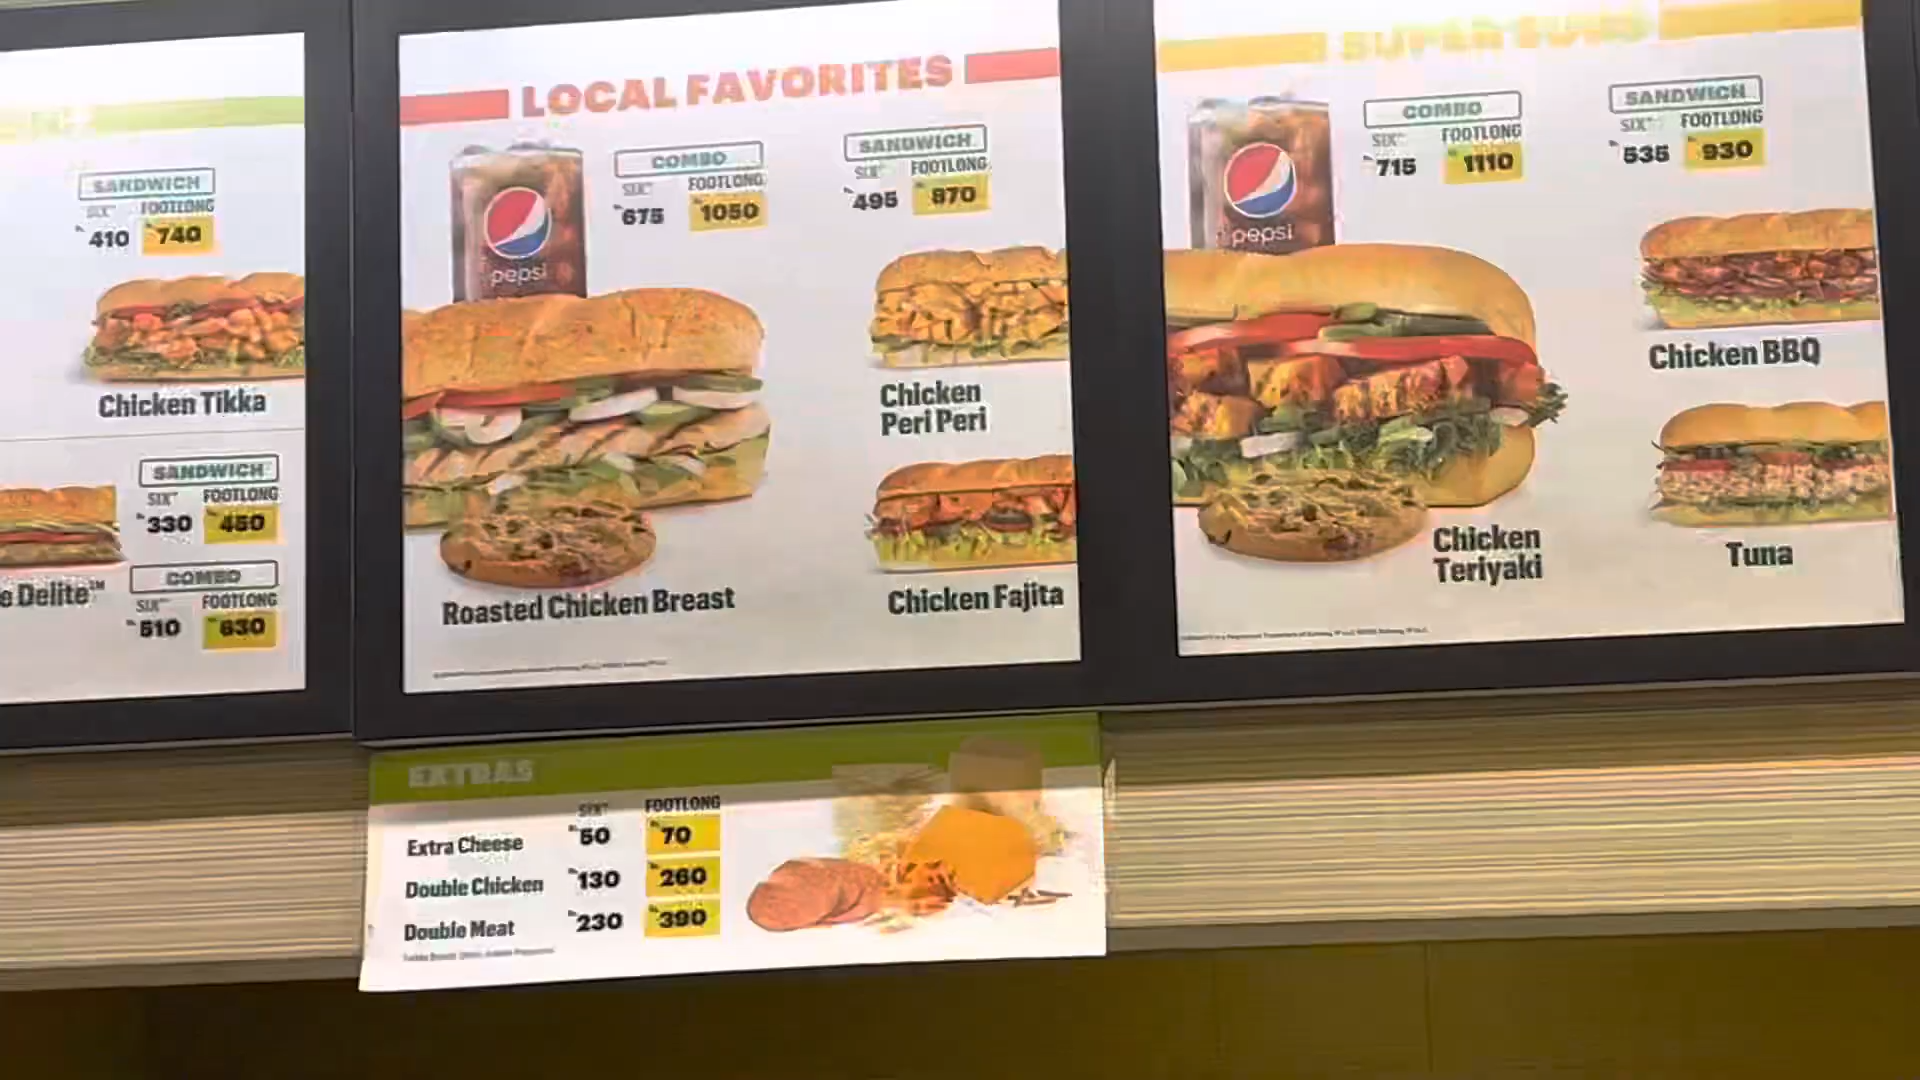 SANDWICH
SIX" FOOTLONG
410 740
Chicken Tikka
SANDWICH
SIX" FOOTLONG
330 450
e Delite™
COMBO
SIX" FOOTLONG
510 630
LOCAL FAVORITES
pepsi
COMBO
SIX" FOOTLONG
675 1050
SANDWICH
SIX" FOOTLONG
495 870
Chicken
Peri Peri
Roasted Chicken Breast
Chicken Fajita
SUPER SUBS
pepsi
COMBO
SIX" FOOTLONG
715 1110
SANDWICH
SIX" FOOTLONG
535 930
Chicken BBQ
Chicken
Teriyaki
Tuna
EXTRAS
SIX" FOOTLONG
Extra Cheese 50 70
Double Chicken 130 260
Double Meat 230 390